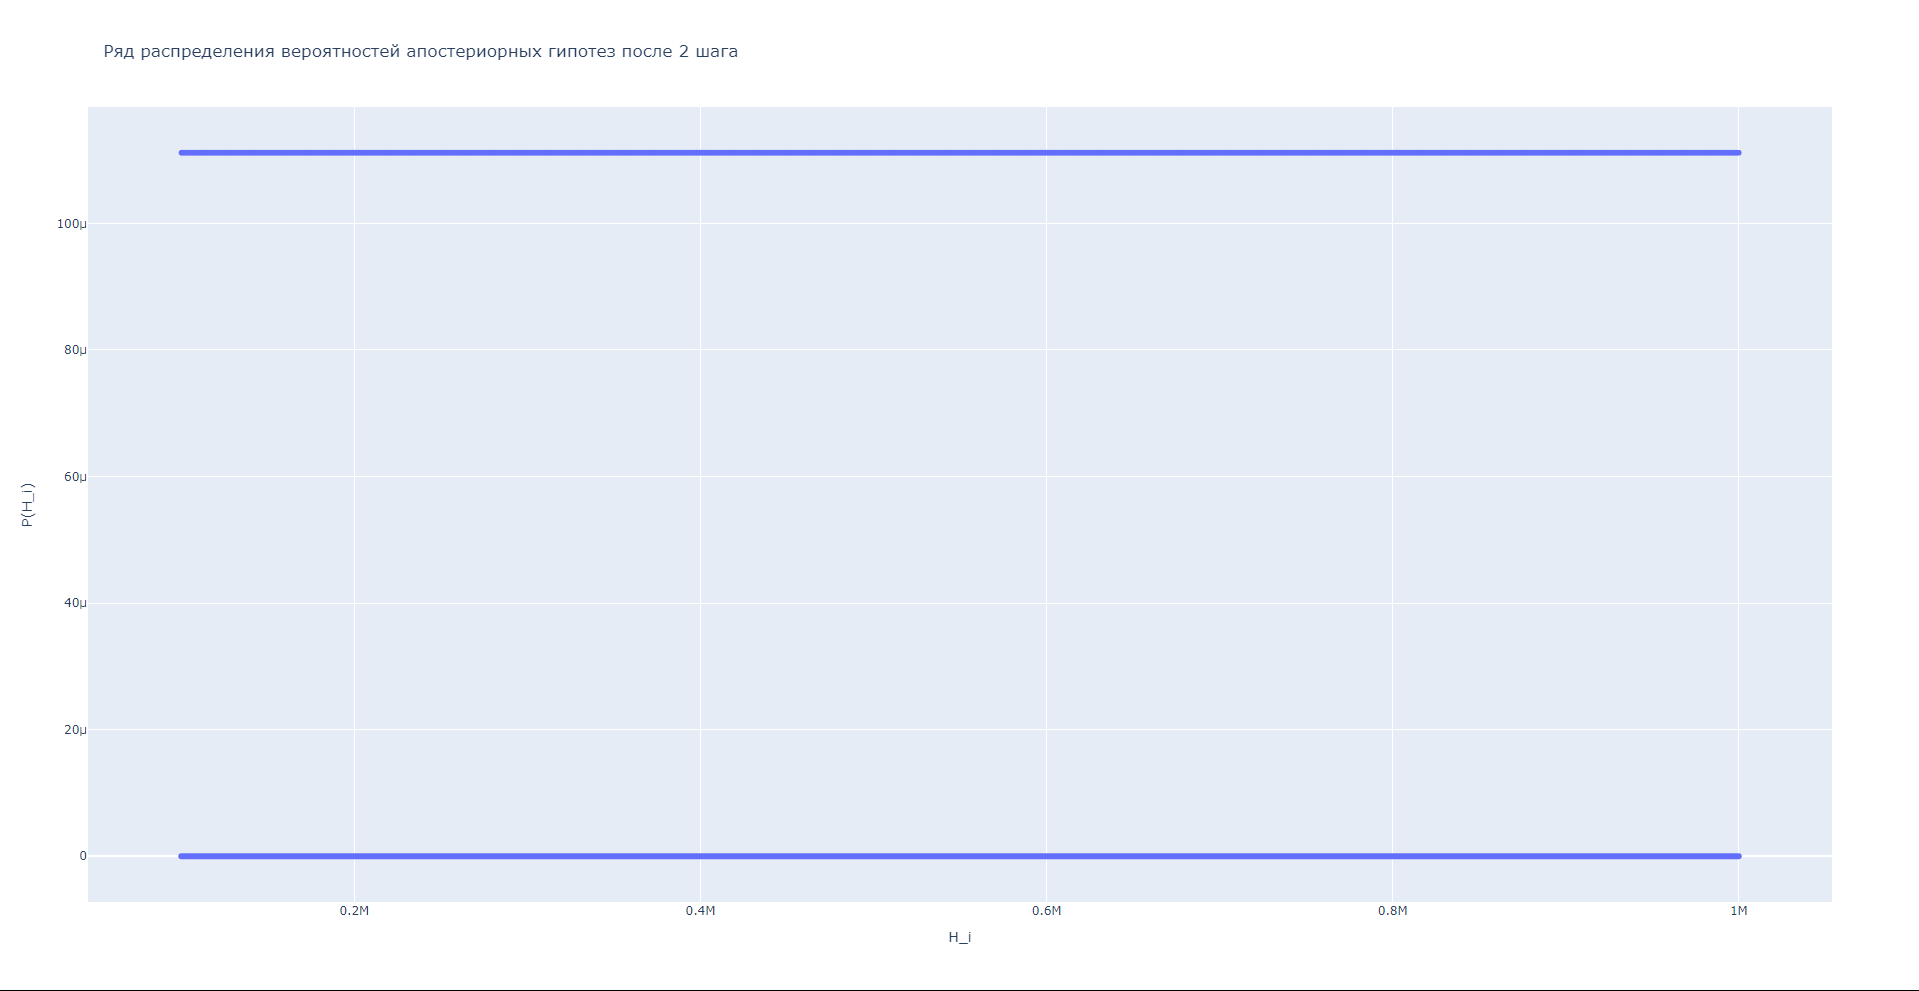 Ряд распределения вероятностей апостериорных гипотез после 2 шага
100μ
80μ
60μ
40μ
20μ
0
P(H_i)
0.2M 0.4M 0.6M 0.8M 1M
H_i